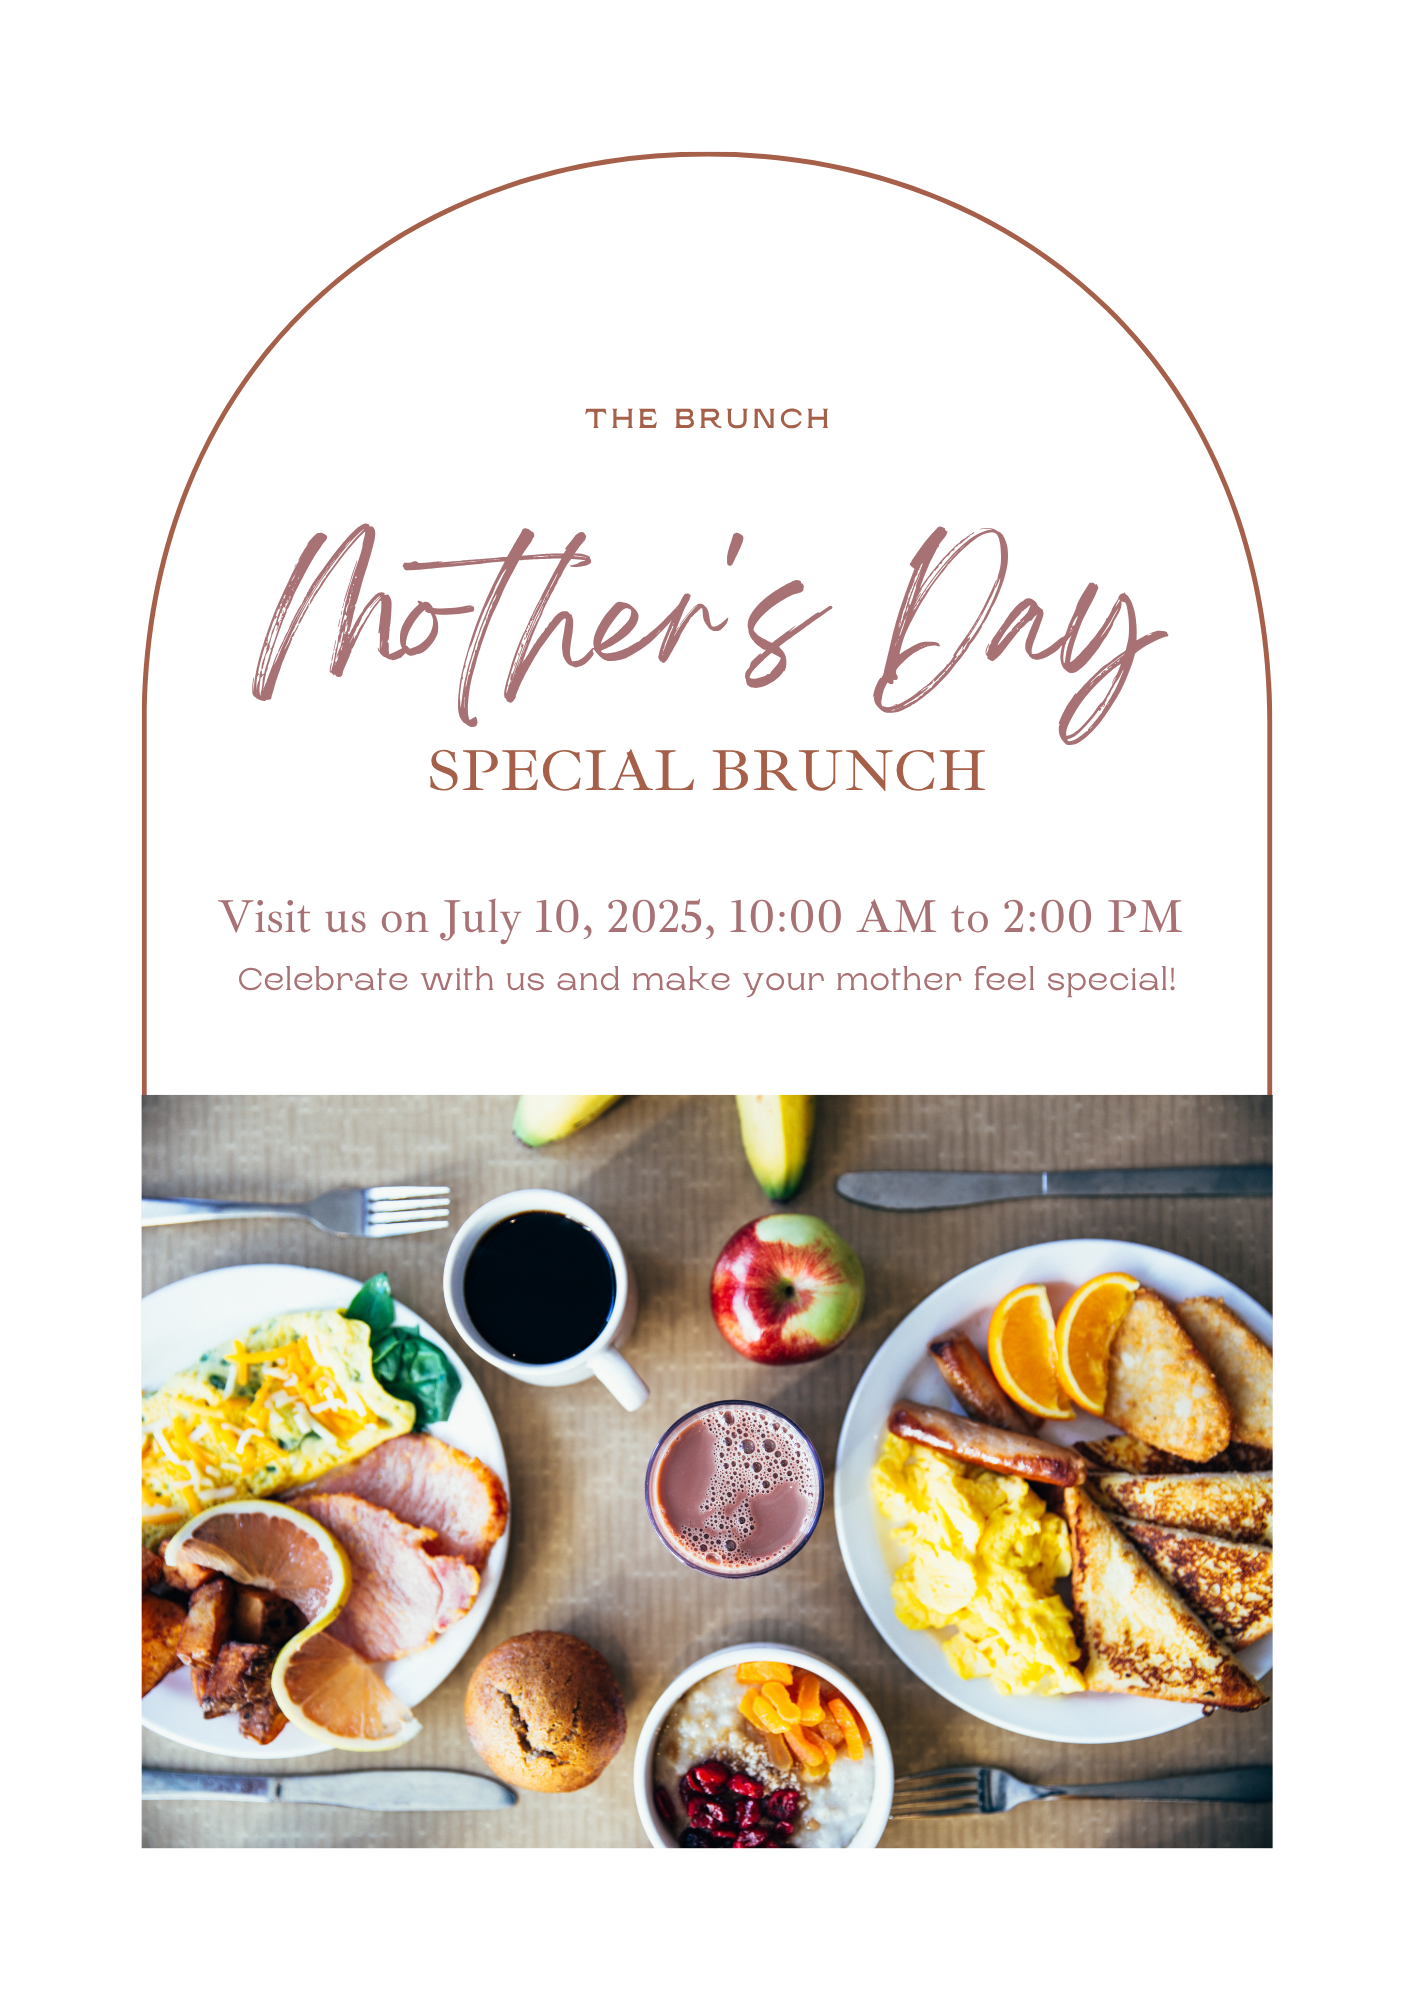 THE BRUNCH
Mother's Day
SPECIAL BRUNCH
Visit us on July 10, 2025, 10:00 AM to 2:00 PM
Celebrate with us and make your mother feel special!